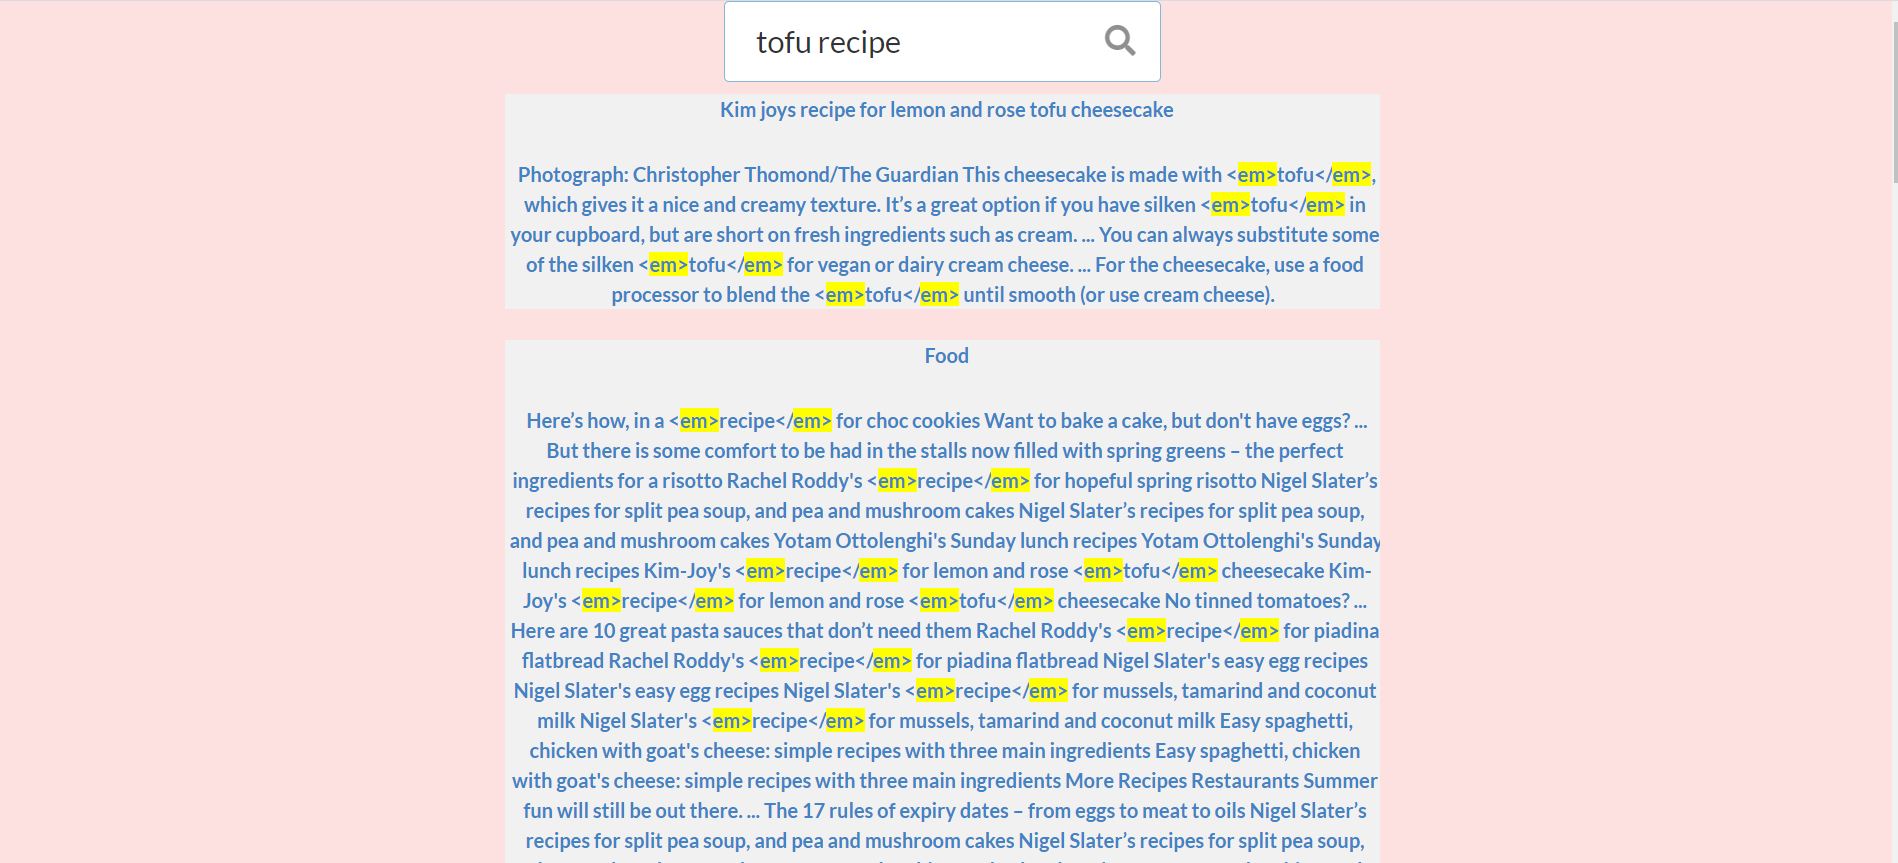 tofu recipe
Kim joys recipe for lemon and rose tofu cheesecake
Photograph: Christopher Thomond/The Guardian This cheesecake is made with <em>tofu</em>,
which gives it a nice and creamy texture. It’s a great option if you have silken <em>tofu</em> in
your cupboard, but are short on fresh ingredients such as cream. ... You can always substitute some
of the silken <em>tofu</em> for vegan or dairy cream cheese. ... For the cheesecake, use a food
processor to blend the <em>tofu</em> until smooth (or use cream cheese).
Food
Here’s how, in a <em>recipe</em> for choc cookies Want to bake a cake, but don't have eggs? ...
But there is some comfort to be had in the stalls now filled with spring greens – the perfect
ingredients for a risotto Rachel Roddy's <em>recipe</em> for hopeful spring risotto Nigel Slater’s
recipes for split pea soup, and pea and mushroom cakes Nigel Slater’s recipes for split pea soup,
and pea and mushroom cakes Yotam Ottolenghi's Sunday lunch recipes Yotam Ottolenghi's Sunday
lunch recipes Kim-Joy's <em>recipe</em> for lemon and rose <em>tofu</em> cheesecake Kim-
Joy's <em>recipe</em> for lemon and rose <em>tofu</em> cheesecake No tinned tomatoes? ...
Here are 10 great pasta sauces that don’t need them Rachel Roddy's <em>recipe</em> for piadina
flatbread Rachel Roddy's <em>recipe</em> for piadina flatbread Nigel Slater's easy egg recipes
Nigel Slater's easy egg recipes Nigel Slater's <em>recipe</em> for mussels, tamarind and coconut
milk Nigel Slater's <em>recipe</em> for mussels, tamarind and coconut milk Easy spaghetti,
chicken with goat's cheese: simple recipes with three main ingredients Easy spaghetti, chicken
with goat's cheese: simple recipes with three main ingredients More Recipes Restaurants Summer
fun will still be out there. ... The 17 rules of expiry dates – from eggs to meat to oils Nigel Slater’s
recipes for split pea soup, and pea and mushroom cakes Nigel Slater’s recipes for split pea soup,